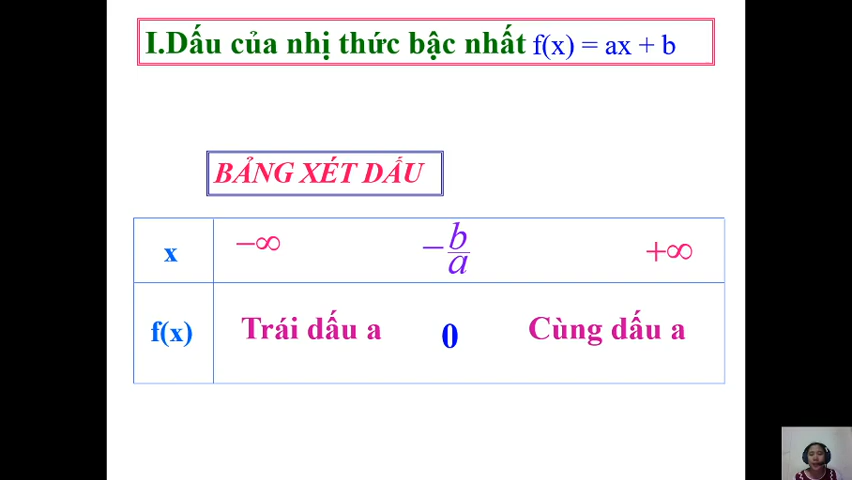 I.Dấu của nhị thức bậc nhất f(x) = ax + b
BẢNG XÉT DẤU
x −∞ −b/a +∞
f(x) Trái dấu a 0 Cùng dấu a